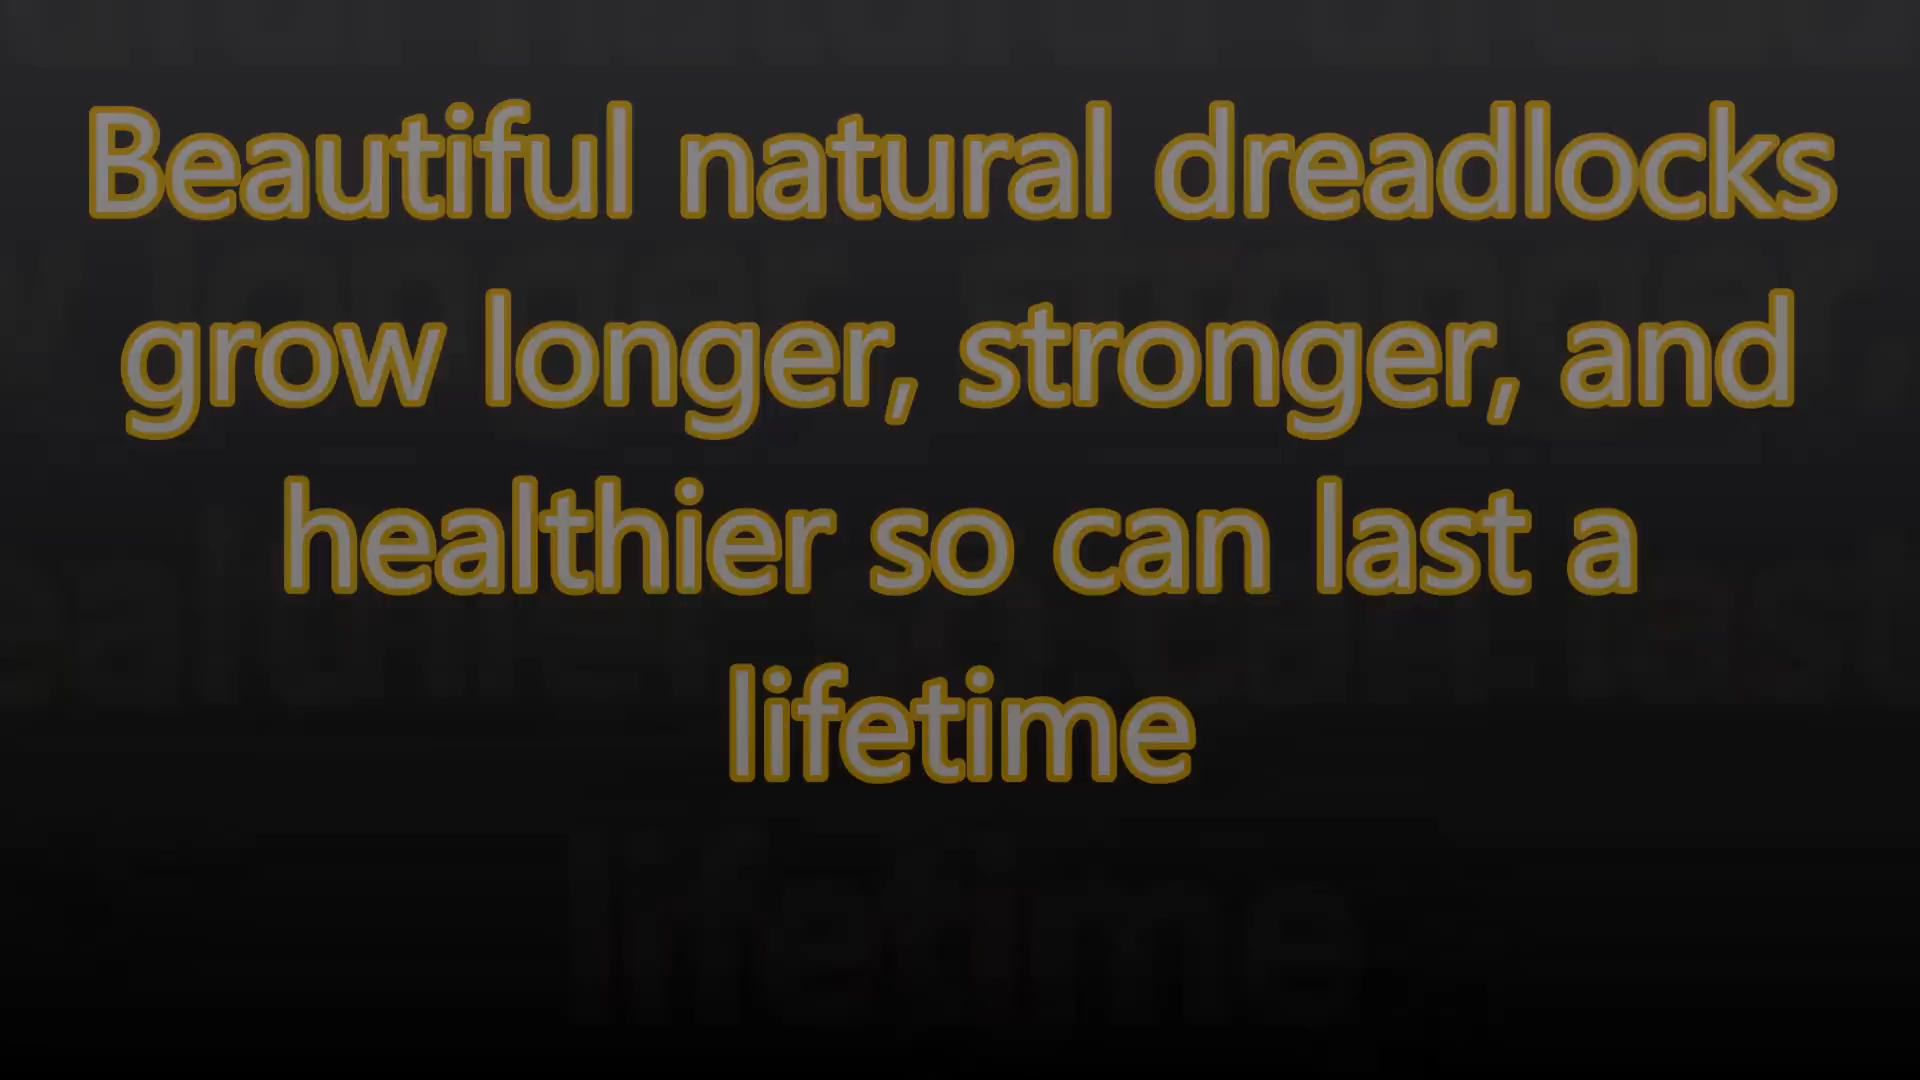 Beautiful natural dreadlocks
grow longer, stronger, and
healthier so can last a
lifetime